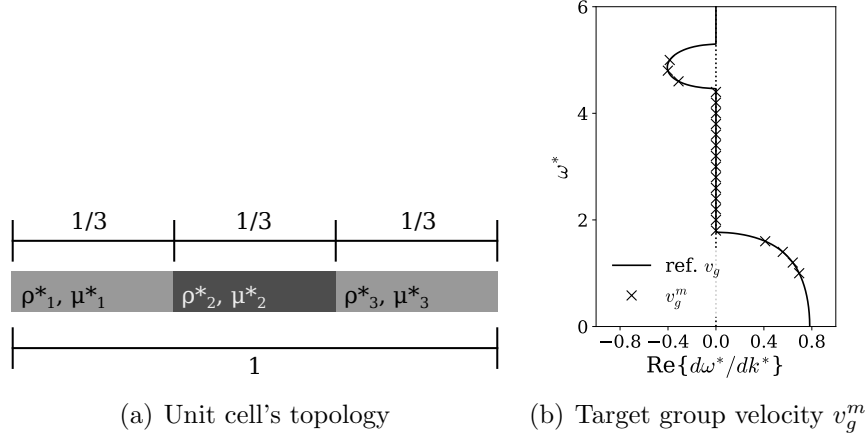 1/3 1/3 1/3
ρ*₁, μ*₁ ρ*₂, μ*₂ ρ*₃, μ*₃
1
(a) Unit cell's topology
6
4
2
0
ω*
ref. v_g
v_g^m
−0.8 −0.4 0.0 0.4 0.8
Re{dω*/dk*}
(b) Target group velocity v_g^m